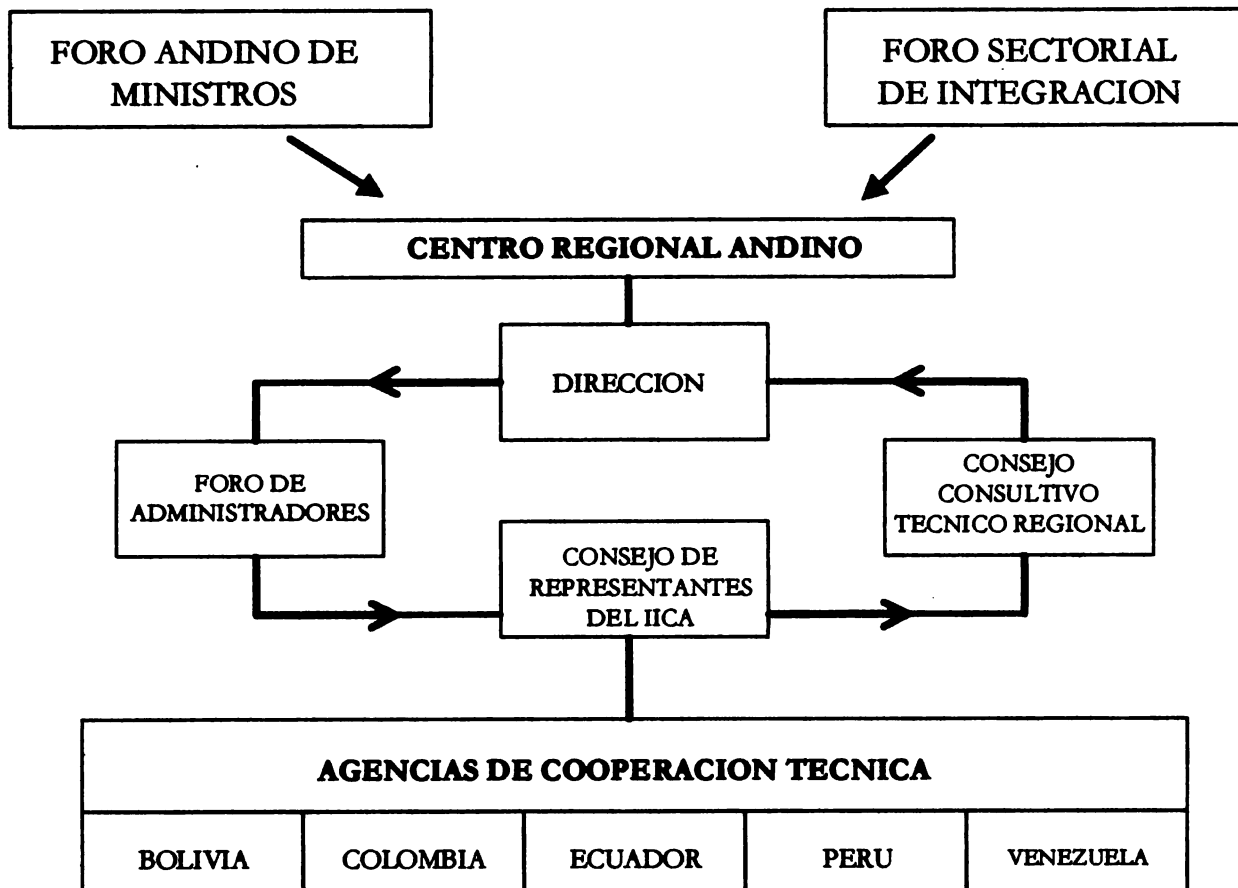 FORO ANDINO DE
MINISTROS
FORO SECTORIAL
DE INTEGRACION
CENTRO REGIONAL ANDINO
DIRECCION
FORO DE
ADMINISTRADORES
CONSEJO
CONSULTIVO
TECNICO REGIONAL
CONSEJO DE
REPRESENTANTES
DEL IICA
AGENCIAS DE COOPERACION TECNICA
BOLIVIA
COLOMBIA
ECUADOR
PERU
VENEZUELA